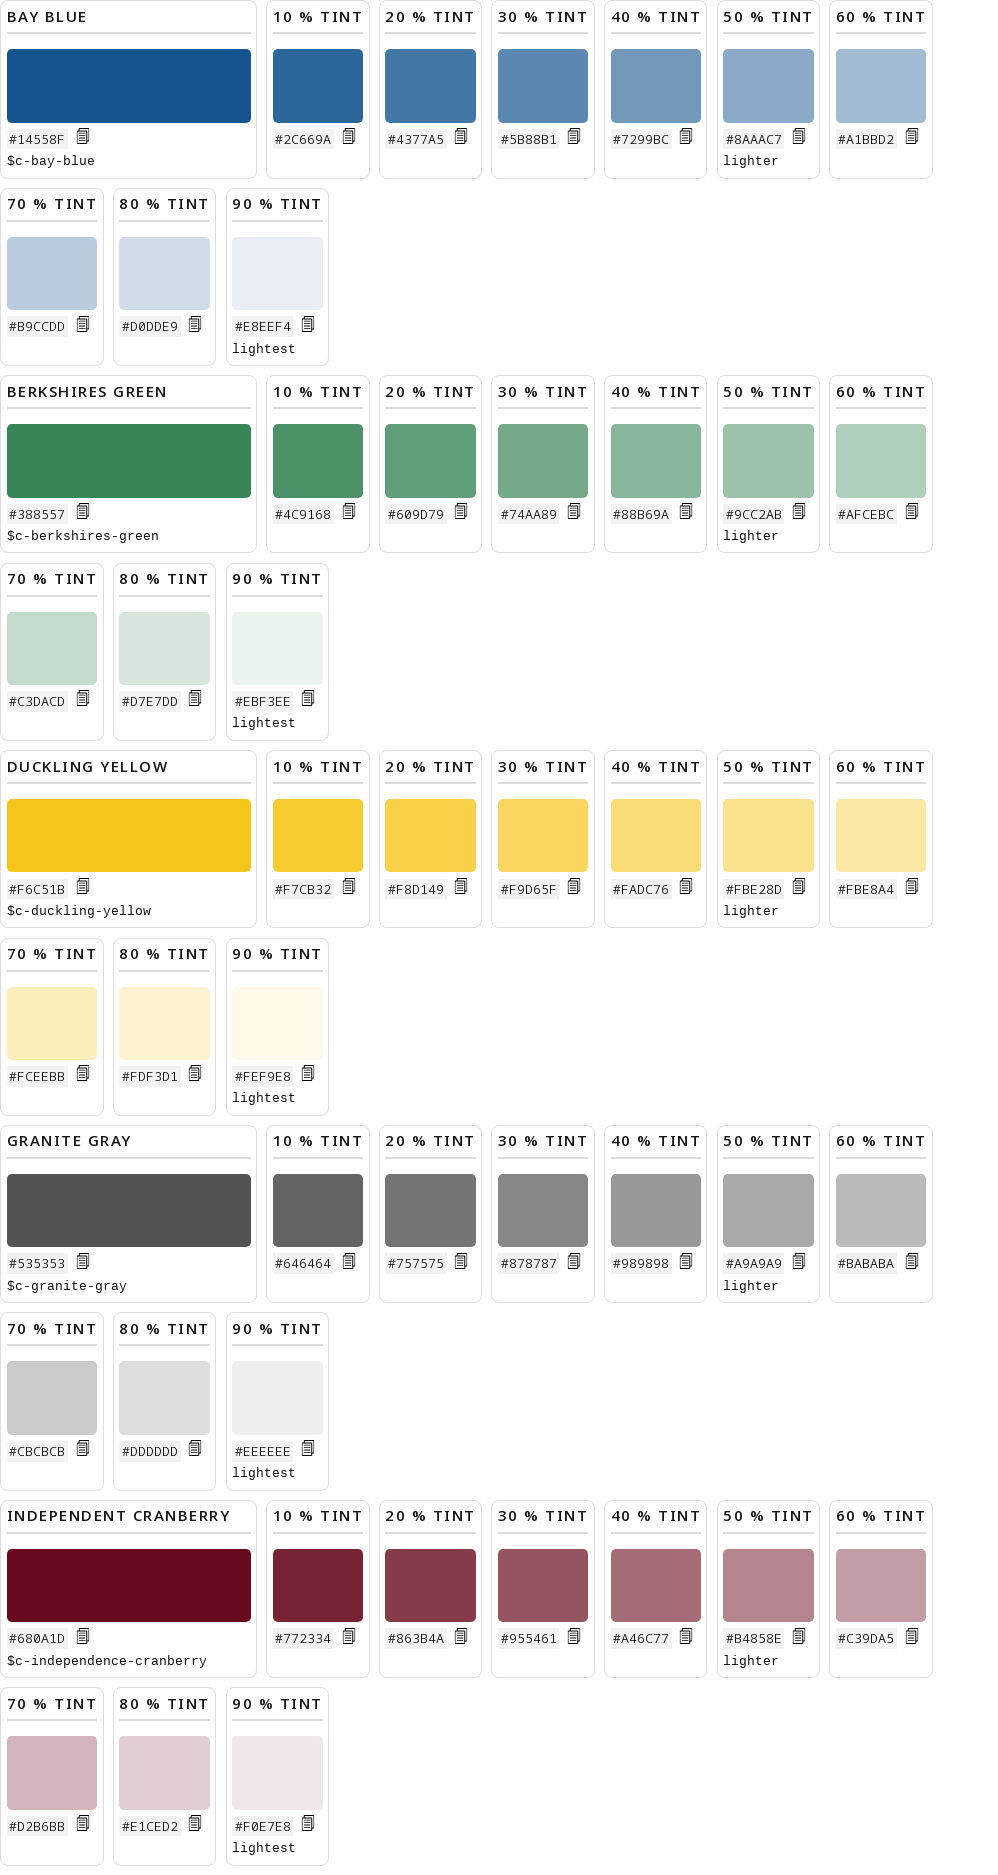 BAY BLUE
10 % TINT
20 % TINT
30 % TINT
40 % TINT
50 % TINT
60 % TINT
#14558F
$c-bay-blue
#2C669A
#4377A5
#5B88B1
#7299BC
#8AAAC7
lighter
#A1BBD2
70 % TINT
80 % TINT
90 % TINT
#B9CCDD
#D0DDE9
#E8EEF4
lightest
BERKSHIRES GREEN
10 % TINT
20 % TINT
30 % TINT
40 % TINT
50 % TINT
60 % TINT
#388557
$c-berkshires-green
#4C9168
#609D79
#74AA89
#88B69A
#9CC2AB
lighter
#AFCEBC
70 % TINT
80 % TINT
90 % TINT
#C3DACD
#D7E7DD
#EBF3EE
lightest
DUCKLING YELLOW
10 % TINT
20 % TINT
30 % TINT
40 % TINT
50 % TINT
60 % TINT
#F6C51B
$c-duckling-yellow
#F7CB32
#F8D149
#F9D65F
#FADC76
#FBE28D
lighter
#FBE8A4
70 % TINT
80 % TINT
90 % TINT
#FCEEBB
#FDF3D1
#FEF9E8
lightest
GRANITE GRAY
10 % TINT
20 % TINT
30 % TINT
40 % TINT
50 % TINT
60 % TINT
#535353
$c-granite-gray
#646464
#757575
#878787
#989898
#A9A9A9
lighter
#BABABA
70 % TINT
80 % TINT
90 % TINT
#CBCBCB
#DDDDDD
#EEEEEE
lightest
INDEPENDENT CRANBERRY
10 % TINT
20 % TINT
30 % TINT
40 % TINT
50 % TINT
60 % TINT
#680A1D
$c-independence-cranberry
#772334
#863B4A
#955461
#A46C77
#B4858E
lighter
#C39DA5
70 % TINT
80 % TINT
90 % TINT
#D2B6BB
#E1CED2
#F0E7E8
lightest